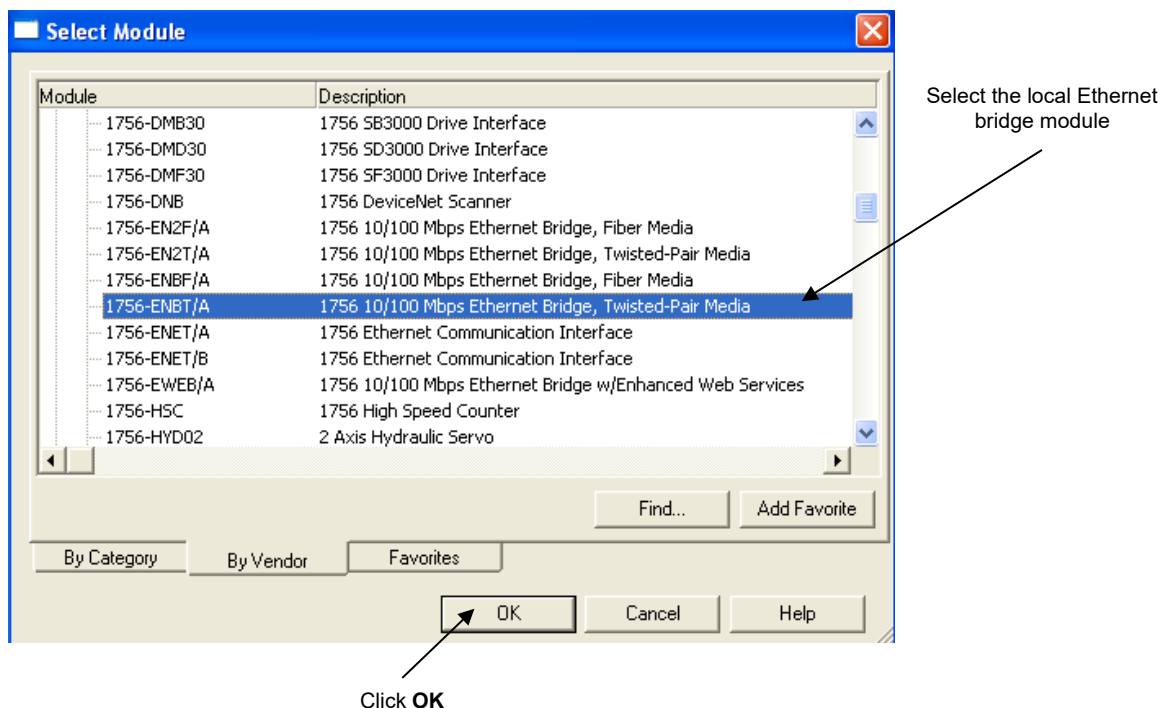 Select Module
Module Description
1756-DMB30 1756 SB3000 Drive Interface
1756-DMD30 1756 SD3000 Drive Interface
1756-DMF30 1756 SF3000 Drive Interface
1756-DNB 1756 DeviceNet Scanner
1756-EN2F/A 1756 10/100 Mbps Ethernet Bridge, Fiber Media
1756-EN2T/A 1756 10/100 Mbps Ethernet Bridge, Twisted-Pair Media
1756-ENBF/A 1756 10/100 Mbps Ethernet Bridge, Fiber Media
1756-ENBT/A 1756 10/100 Mbps Ethernet Bridge, Twisted-Pair Media
1756-ENET/A 1756 Ethernet Communication Interface
1756-ENET/B 1756 Ethernet Communication Interface
1756-EWEB/A 1756 10/100 Mbps Ethernet Bridge w/Enhanced Web Services
1756-HSC 1756 High Speed Counter
1756-HYD02 2 Axis Hydraulic Servo
Find... Add Favorite
By Category By Vendor Favorites
OK Cancel Help
Select the local Ethernet
bridge module
Click OK